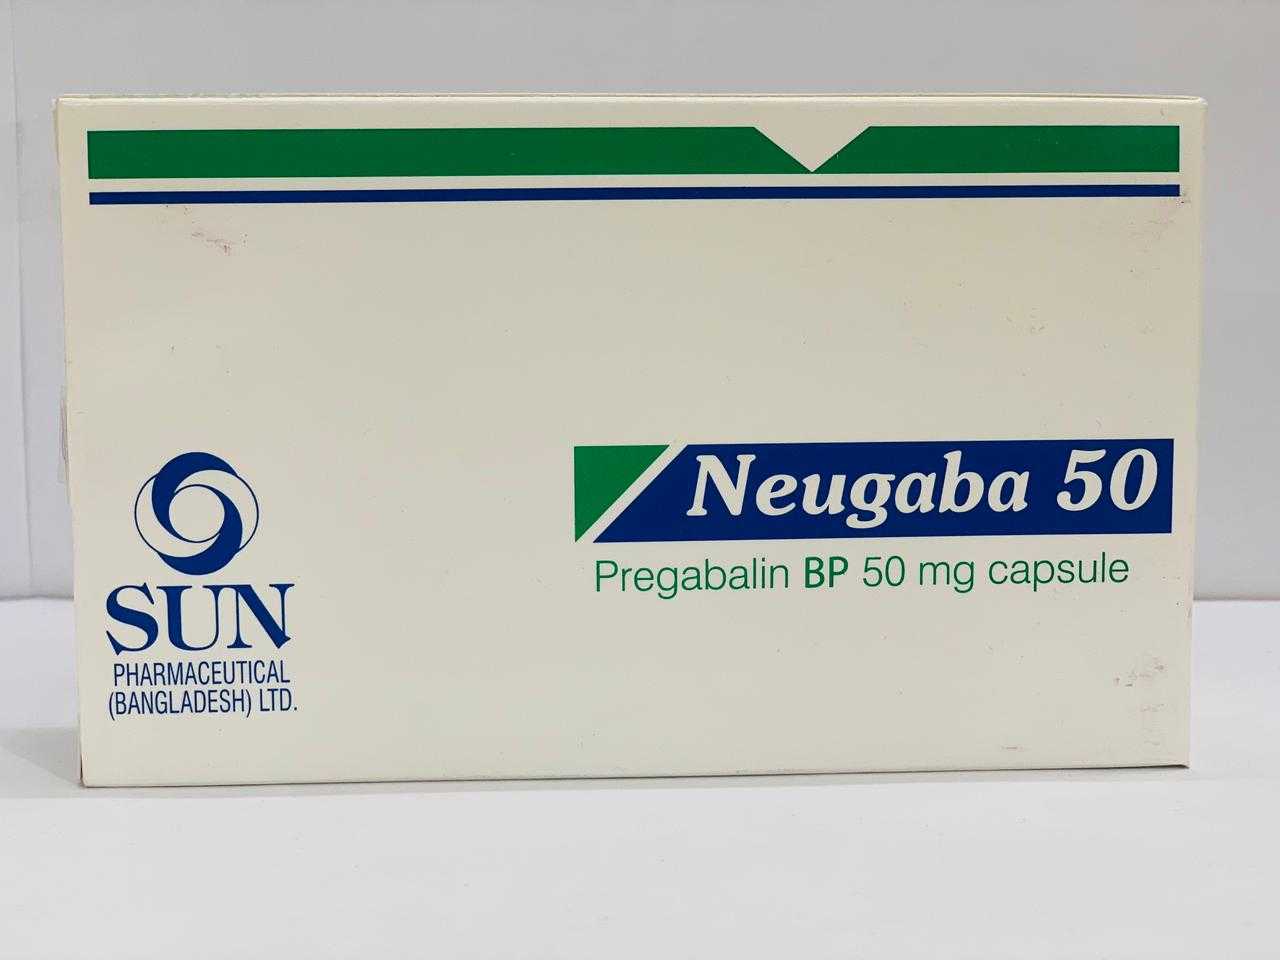 Neugaba 50
Pregabalin BP 50 mg capsule
SUN
PHARMACEUTICAL
(BANGLADESH) LTD.